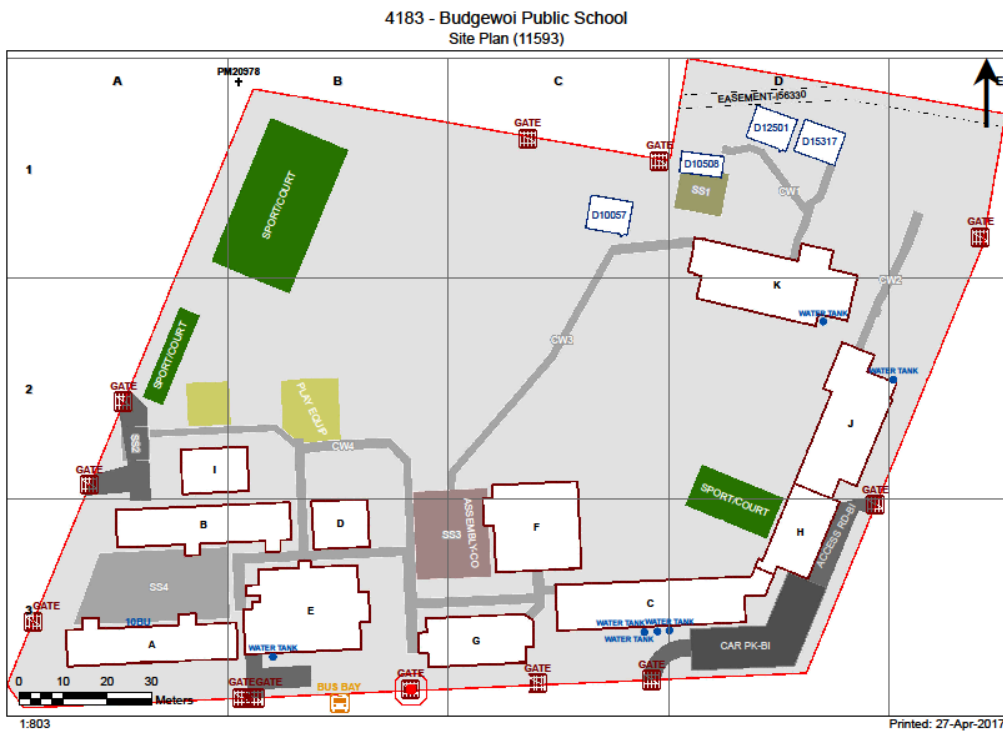 4183 - Budgewoi Public School
Site Plan (11593)
A
PM20978
B
C
D
E
EASEMENT-I56330
GATE
GATE
D12501
D15317
D10508
1
SPORT/COURT
SS1
CW1
D10057
GATE
K
CW2
WATER TANK
CW3
SPORT/COURT
WATER TANK
2
GATE
PLAY EQUIP
J
SS2
CW4
I
GATE
SPORT/COURT
GATE
B
D
SS3
ASSEMBLY-CO
F
H
ACCESS RD-BI
SS4
3
GATE
E
C
10BU
WATER TANK
WATER TANK
WATER TANK
A
G
CAR PK-BI
WATER TANK
GATE
GATE
GATE
GATE
GATE
BUS BAY
0 10 20 30
Meters
1:803
Printed: 27-Apr-2017